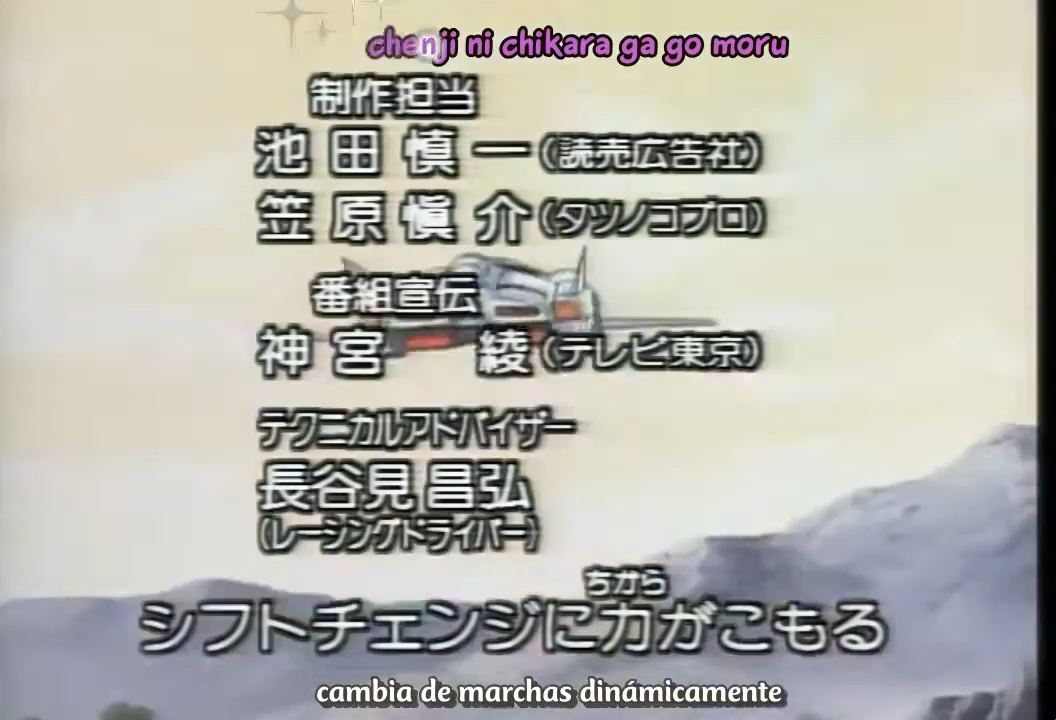 chenji ni chikara ga go moru
制作担当
池田慎一(読売広告社)
笠原慎介(タツノコプロ)
番組宣伝
神宮 綾(テレビ東京)
テクニカルアドバイザー
長谷見昌弘
(レーシングドライバー)
ちから
シフトチェンジに力がこもる
cambia de marchas dinámicamente